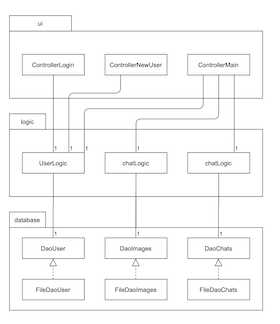 ui
ControllerLogin ControllerNewUser ControllerMain
logic
1 1 1 1 1 1
UserLogic chatLogic chatLogic
database
1 1 1
DaoUser DaoImages DaoChats
FileDaoUser FileDaoImages FileDaoChats